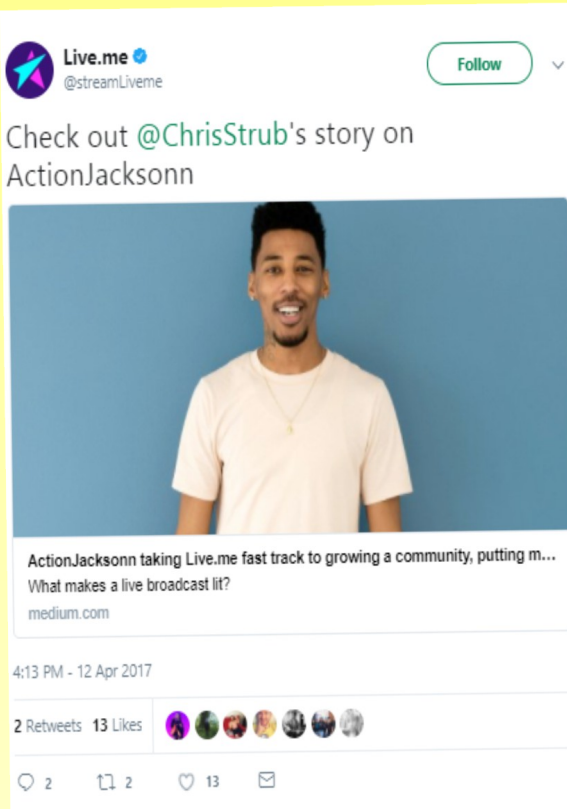 Live.me
@streamLiveme
Follow
Check out @ChrisStrub's story on
ActionJacksonn
ActionJacksonn taking Live.me fast track to growing a community, putting m...
What makes a live broadcast lit?
medium.com
4:13 PM - 12 Apr 2017
2 Retweets 13 Likes
2 2 13